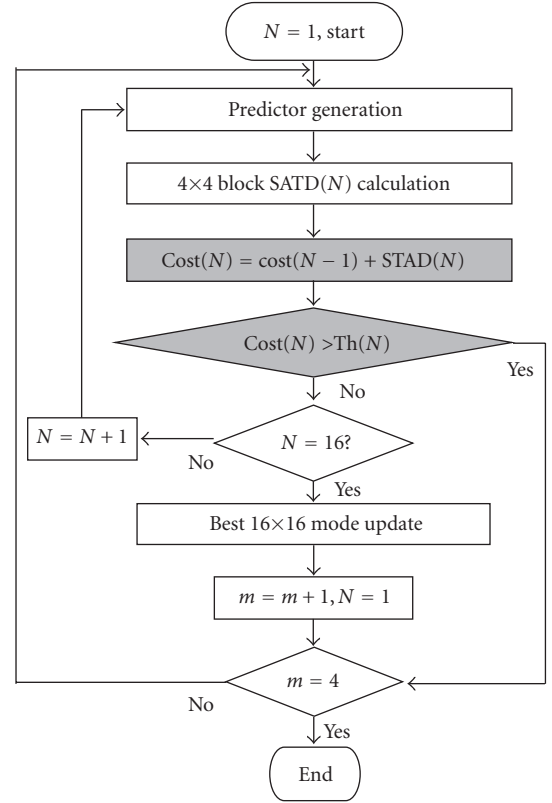 N = 1, start
Predictor generation
4×4 block SATD(N) calculation
Cost(N) = cost(N − 1) + STAD(N)
Cost(N) >Th(N)
Yes
No
N = N + 1
N = 16?
No
Yes
Best 16×16 mode update
m = m + 1, N = 1
m = 4
No
Yes
End